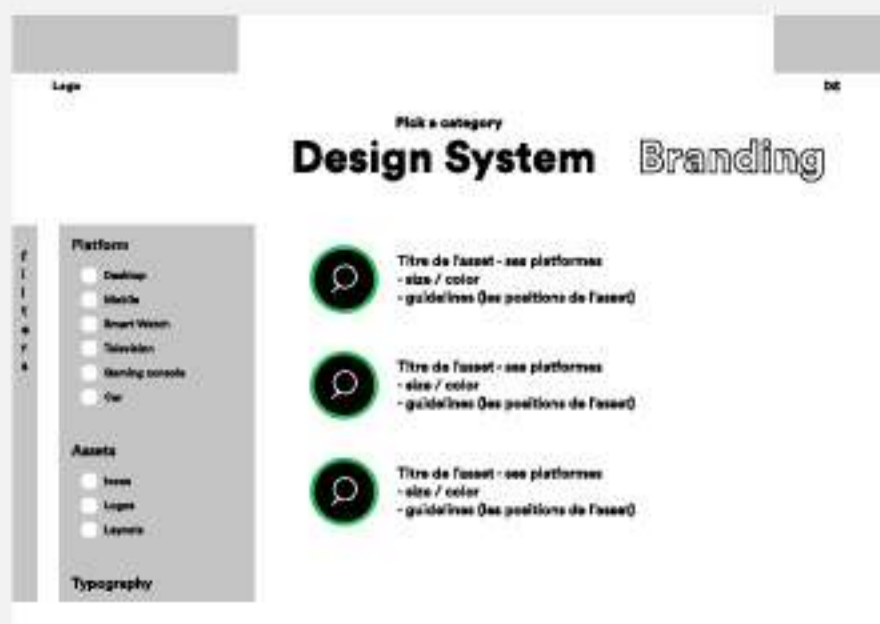 Logo
Pick a category
Design System Branding
filters
Platform
Desktop
Mobile
Smart Watch
Television
Gaming console
Car
Assets
Icons
Logos
Layouts
Typography
Titre de l'asset - ses platformes
- size / color
- guidelines (les positions de l'asset)
Titre de l'asset - ses platformes
- size / color
- guidelines (les positions de l'asset)
Titre de l'asset - ses platformes
- size / color
- guidelines (les positions de l'asset)